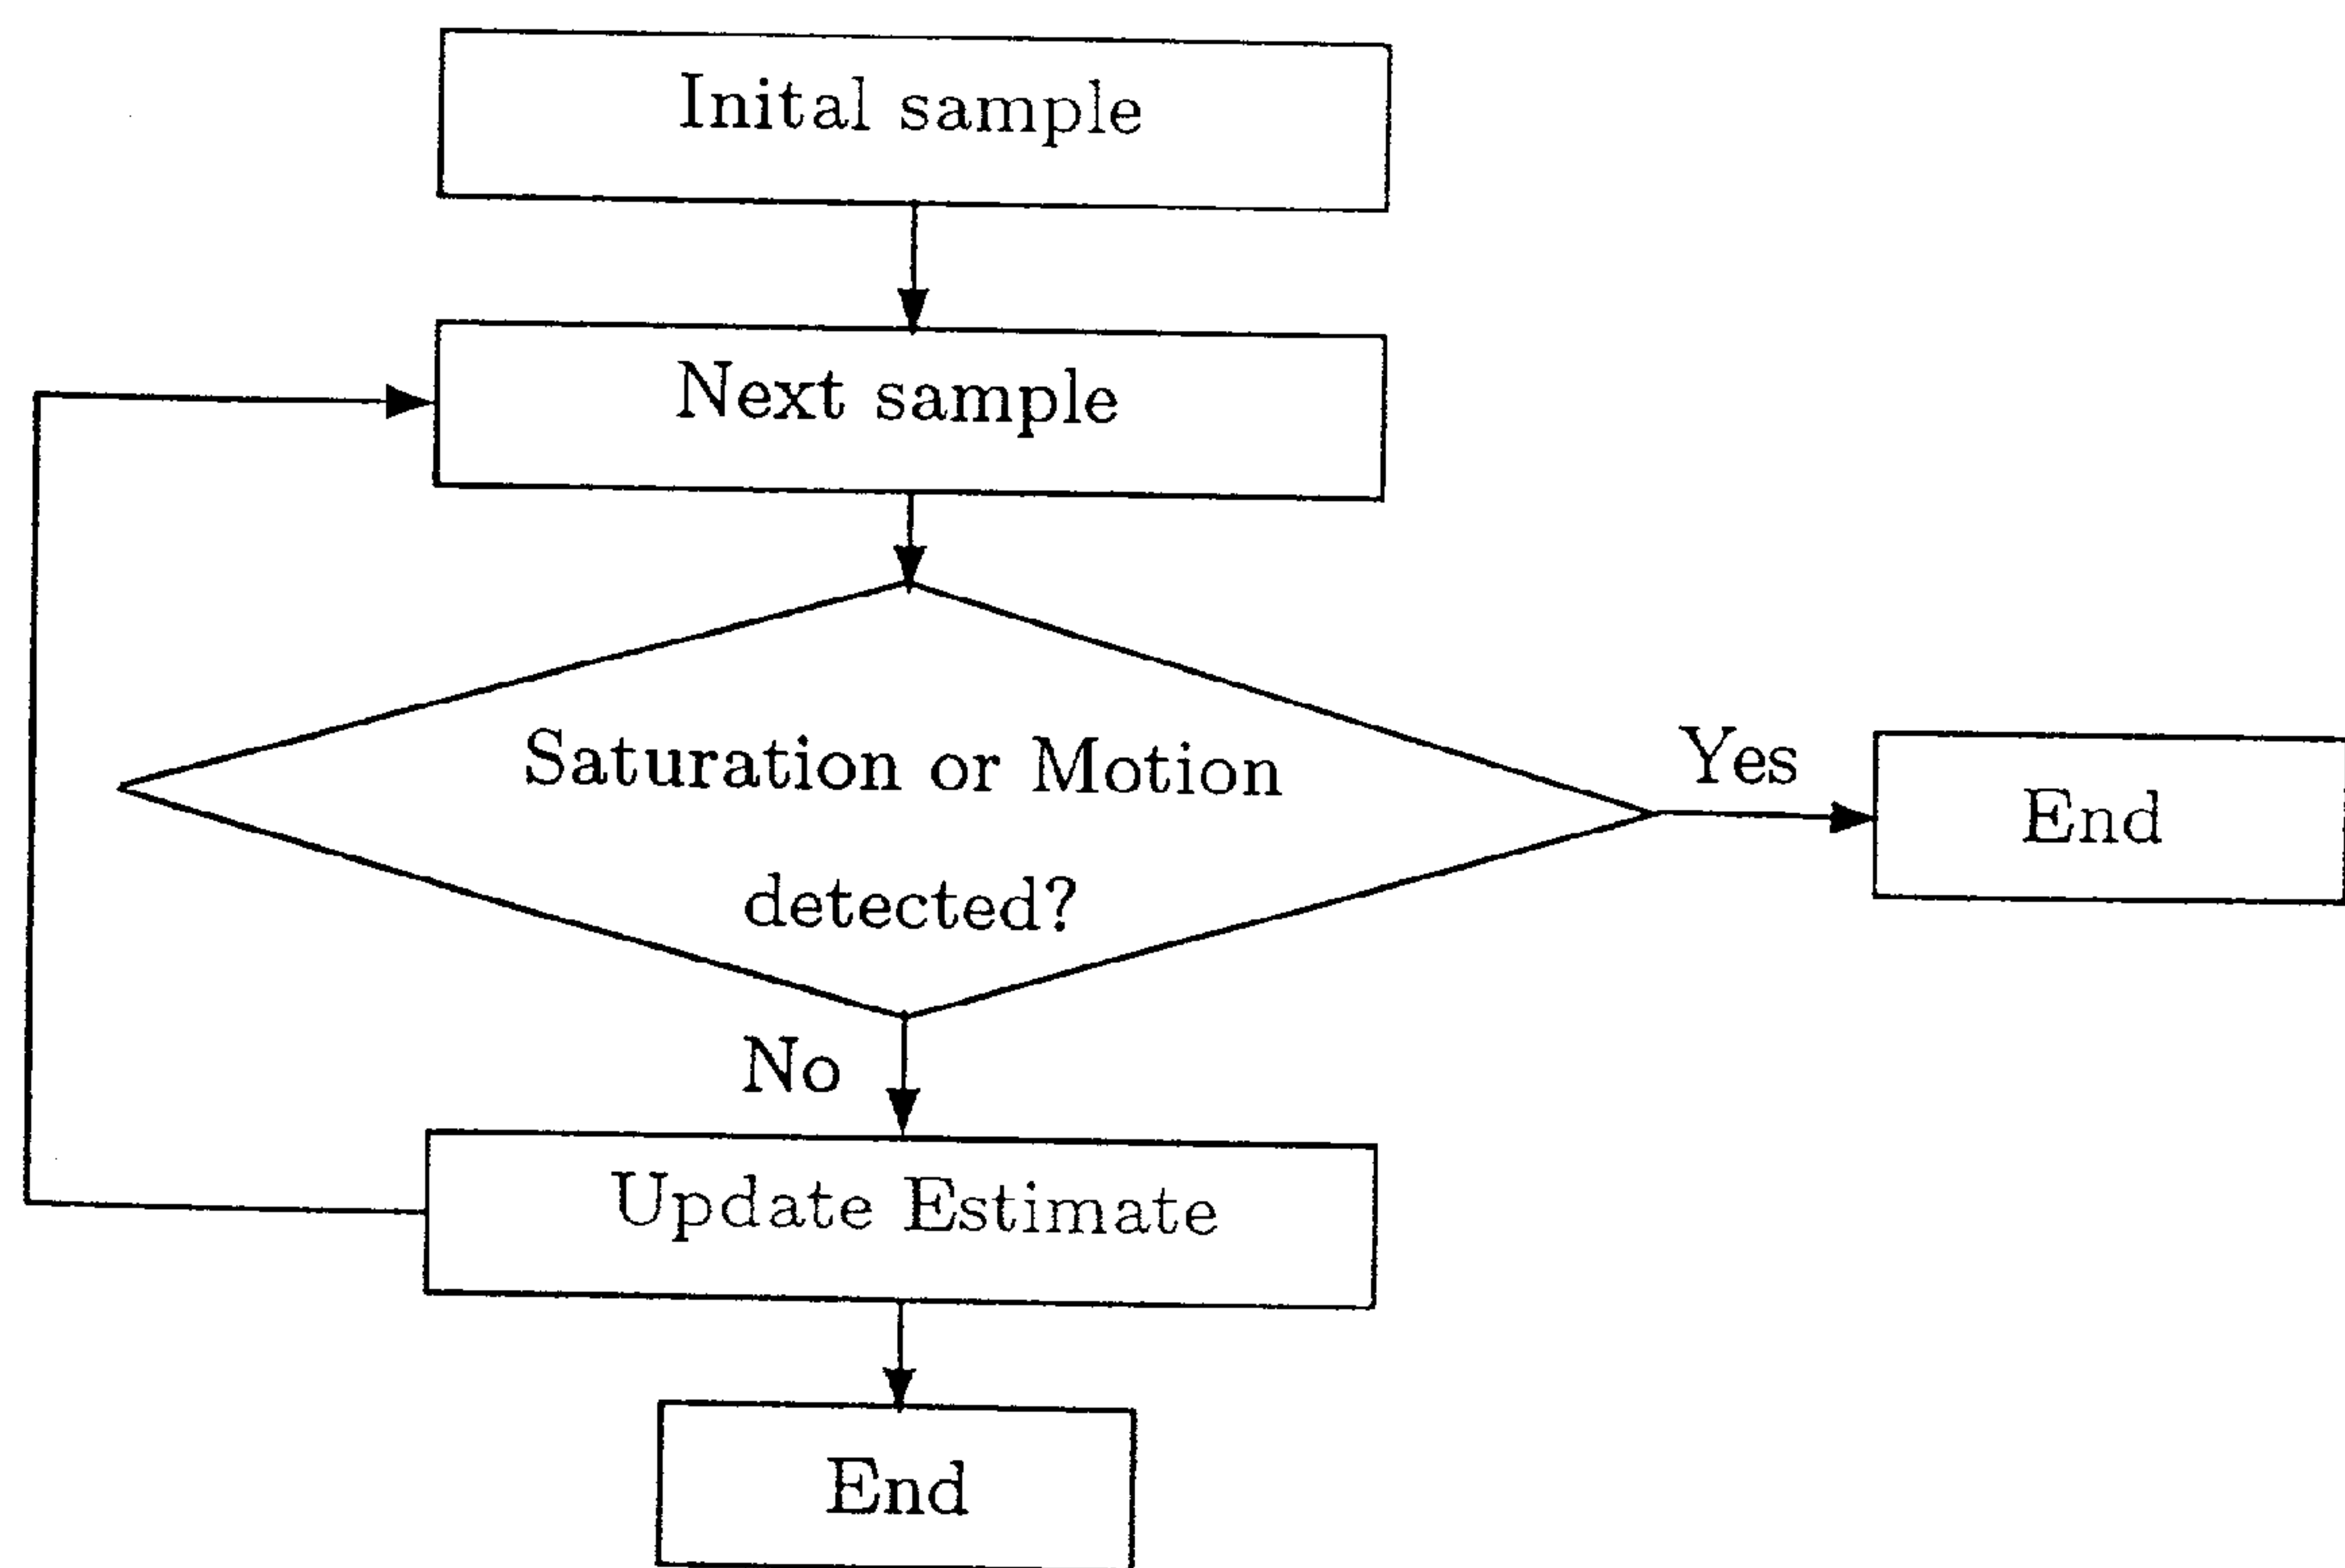 Inital sample
Next sample
Saturation or Motion
detected?
Yes
End
No
Update Estimate
End